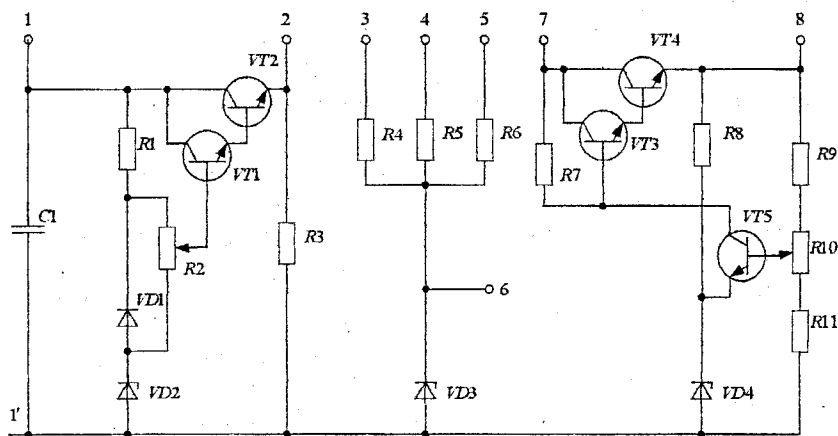 1 2 3 4 5 7 8
VT2 VT4
R1 R4 R5 R6 R8
VT1 VT3 R9
R7
C1 VT5
R2 R3 R10
6
VD1 R11
VD2 VD3 VD4
1'